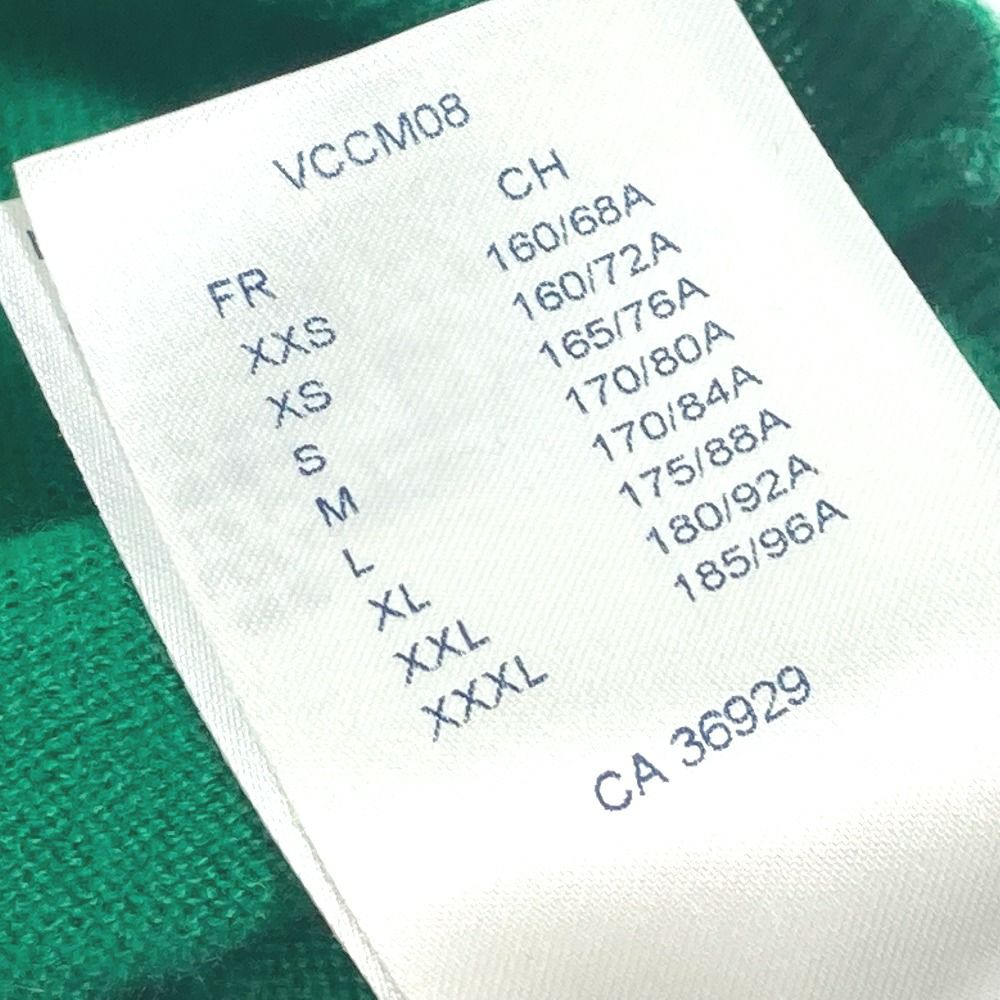 VCCM08
FR CH
XXS 160/68A
XS 160/72A
S 165/76A
M 170/80A
L 170/84A
XL 175/88A
XXL 180/92A
XXXL 185/96A
CA 36929